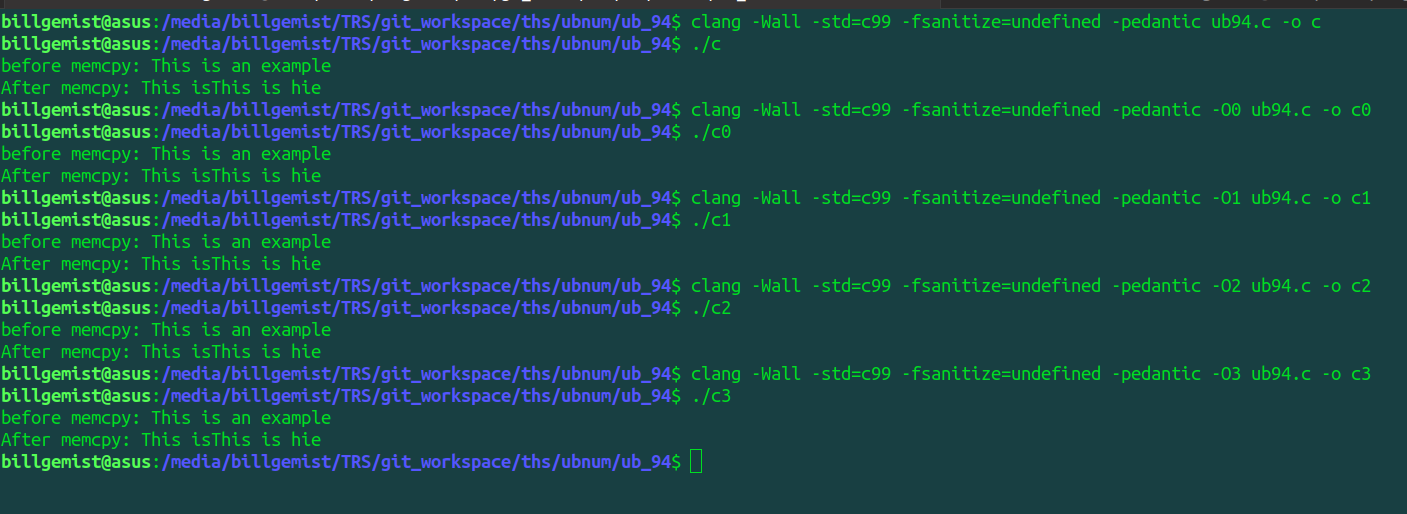 billgemist@asus:/media/billgemist/TRS/git_workspace/ths/ubnum/ub_94$ clang -Wall -std=c99 -fsanitize=undefined -pedantic ub94.c -o c
billgemist@asus:/media/billgemist/TRS/git_workspace/ths/ubnum/ub_94$ ./c
before memcpy: This is an example
After memcpy: This isThis is hie
billgemist@asus:/media/billgemist/TRS/git_workspace/ths/ubnum/ub_94$ clang -Wall -std=c99 -fsanitize=undefined -pedantic -O0 ub94.c -o c0
billgemist@asus:/media/billgemist/TRS/git_workspace/ths/ubnum/ub_94$ ./c0
before memcpy: This is an example
After memcpy: This isThis is hie
billgemist@asus:/media/billgemist/TRS/git_workspace/ths/ubnum/ub_94$ clang -Wall -std=c99 -fsanitize=undefined -pedantic -O1 ub94.c -o c1
billgemist@asus:/media/billgemist/TRS/git_workspace/ths/ubnum/ub_94$ ./c1
before memcpy: This is an example
After memcpy: This isThis is hie
billgemist@asus:/media/billgemist/TRS/git_workspace/ths/ubnum/ub_94$ clang -Wall -std=c99 -fsanitize=undefined -pedantic -O2 ub94.c -o c2
billgemist@asus:/media/billgemist/TRS/git_workspace/ths/ubnum/ub_94$ ./c2
before memcpy: This is an example
After memcpy: This isThis is hie
billgemist@asus:/media/billgemist/TRS/git_workspace/ths/ubnum/ub_94$ clang -Wall -std=c99 -fsanitize=undefined -pedantic -O3 ub94.c -o c3
billgemist@asus:/media/billgemist/TRS/git_workspace/ths/ubnum/ub_94$ ./c3
before memcpy: This is an example
After memcpy: This isThis is hie
billgemist@asus:/media/billgemist/TRS/git_workspace/ths/ubnum/ub_94$